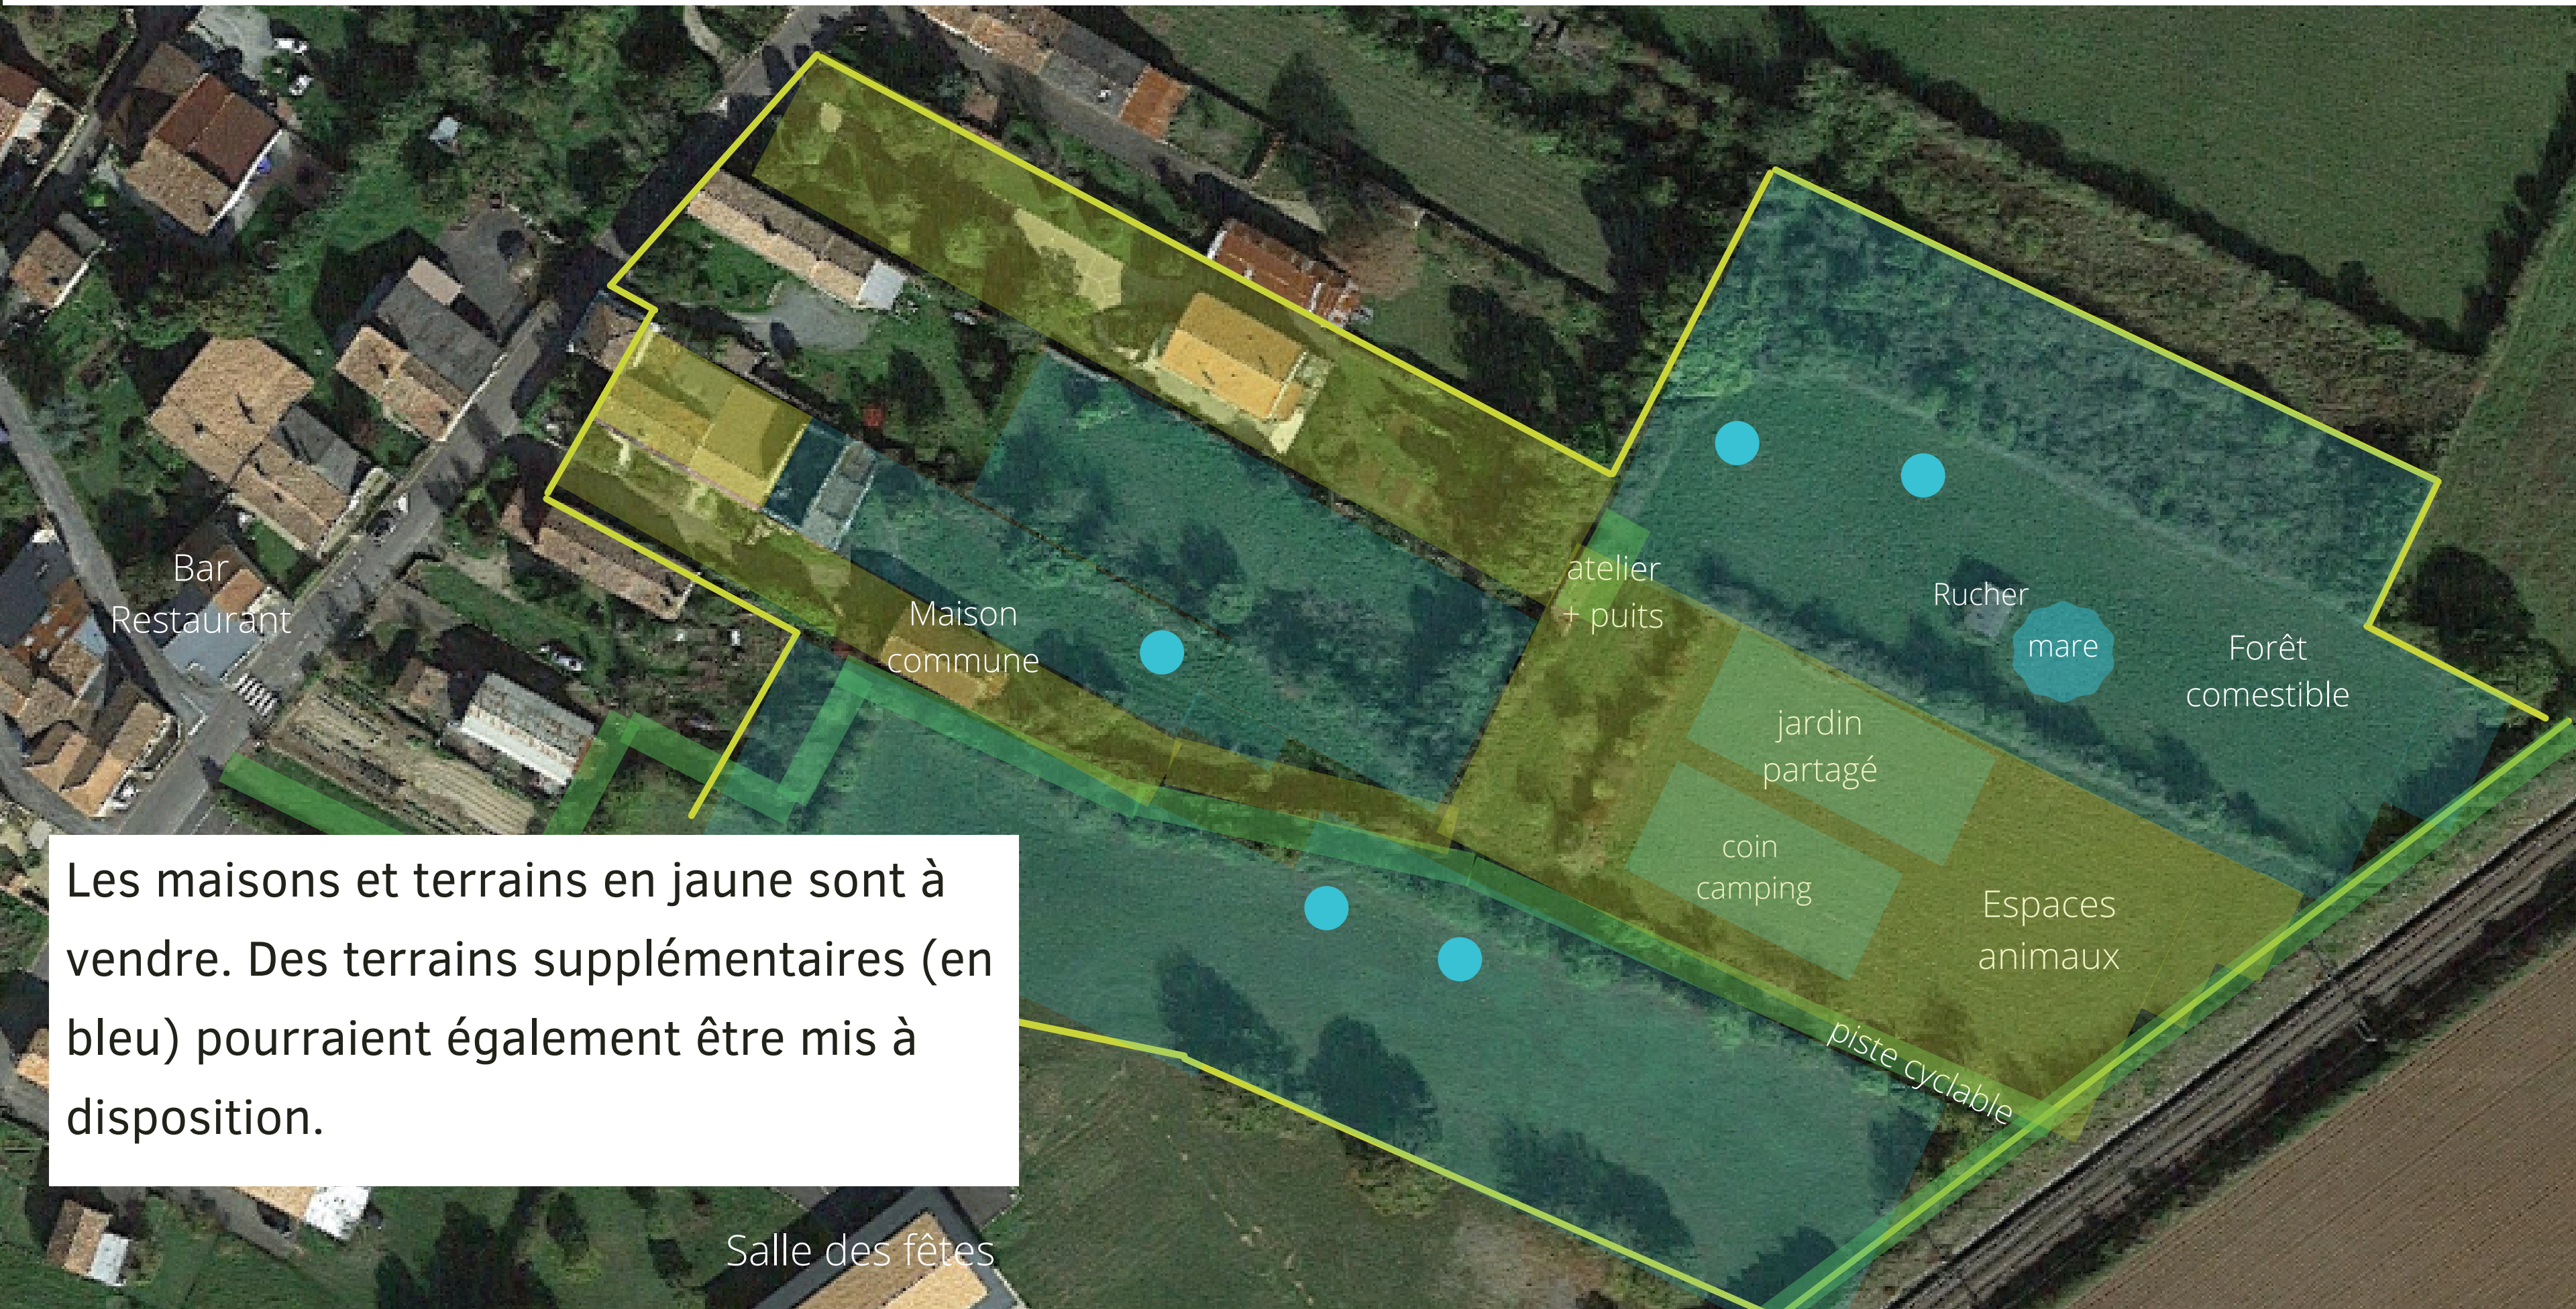 Bar
Restaurant
Maison
commune
atelier
+ puits
Rucher
mare
Forêt
comestible
jardin
partagé
coin
camping
Espaces
animaux
piste cyclable
Les maisons et terrains en jaune sont à
vendre. Des terrains supplémentaires (en
bleu) pourraient également être mis à
disposition.
Salle des fêtes